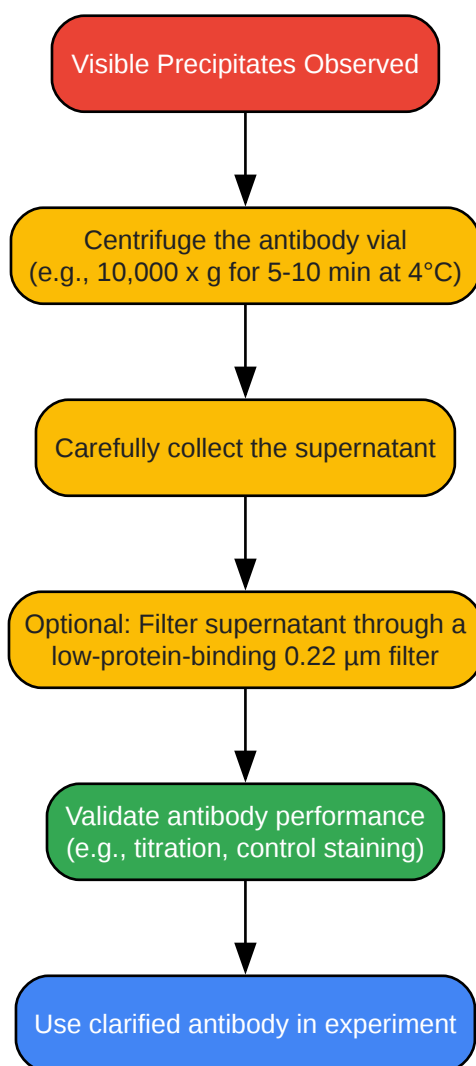 Visible Precipitates Observed
Centrifuge the antibody vial
(e.g., 10,000 x g for 5-10 min at 4°C)
Carefully collect the supernatant
Optional: Filter supernatant through a
low-protein-binding 0.22 µm filter
Validate antibody performance
(e.g., titration, control staining)
Use clarified antibody in experiment